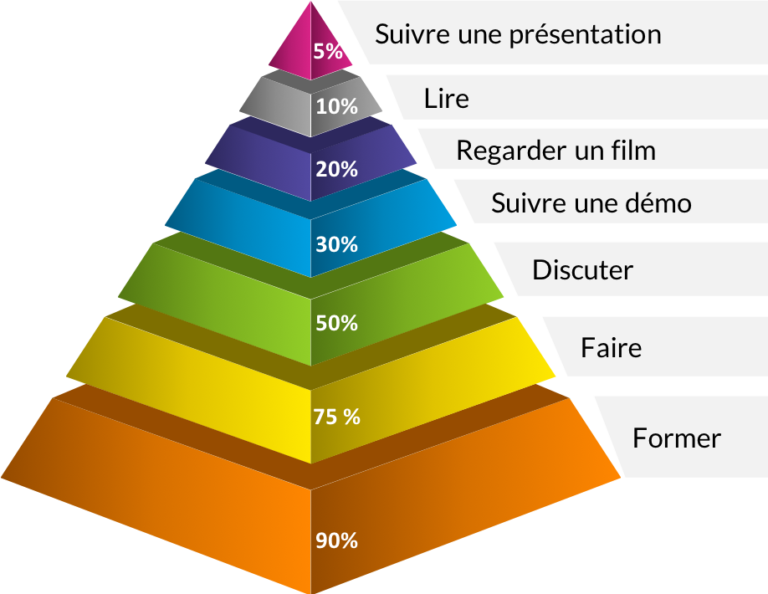 5%
Suivre une présentation
10%
Lire
20%
Regarder un film
30%
Suivre une démo
50%
Discuter
75 %
Faire
90%
Former